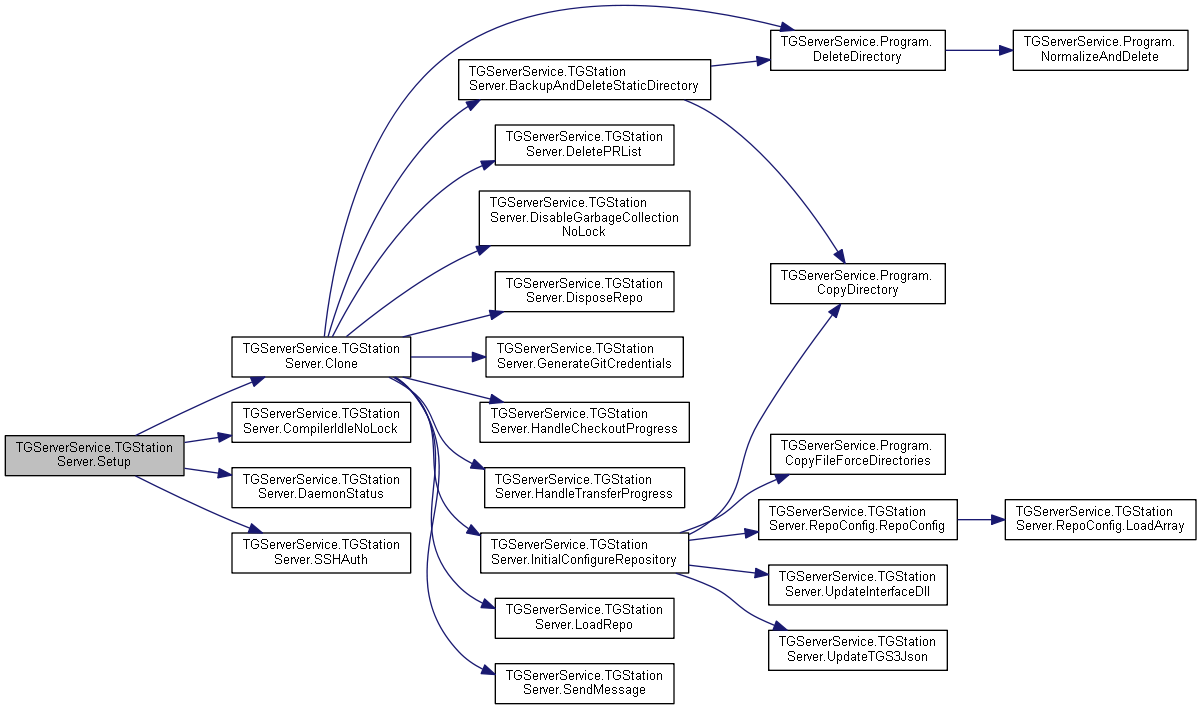 TGServerService.TGStation
Server.Setup
TGServerService.TGStation
Server.Clone
TGServerService.TGStation
Server.CompilerIdleNoLock
TGServerService.TGStation
Server.DaemonStatus
TGServerService.TGStation
Server.SSHAuth
TGServerService.TGStation
Server.BackupAndDeleteStaticDirectory
TGServerService.TGStation
Server.DeletePRList
TGServerService.TGStation
Server.DisableGarbageCollection
NoLock
TGServerService.TGStation
Server.DisposeRepo
TGServerService.TGStation
Server.GenerateGitCredentials
TGServerService.TGStation
Server.HandleCheckoutProgress
TGServerService.TGStation
Server.HandleTransferProgress
TGServerService.TGStation
Server.InitialConfigureRepository
TGServerService.TGStation
Server.LoadRepo
TGServerService.TGStation
Server.SendMessage
TGServerService.Program.
DeleteDirectory
TGServerService.Program.
CopyDirectory
TGServerService.Program.
CopyFileForceDirectories
TGServerService.TGStation
Server.RepoConfig.RepoConfig
TGServerService.TGStation
Server.UpdateInterfaceDll
TGServerService.TGStation
Server.UpdateTGS3Json
TGServerService.Program.
NormalizeAndDelete
TGServerService.TGStation
Server.RepoConfig.LoadArray